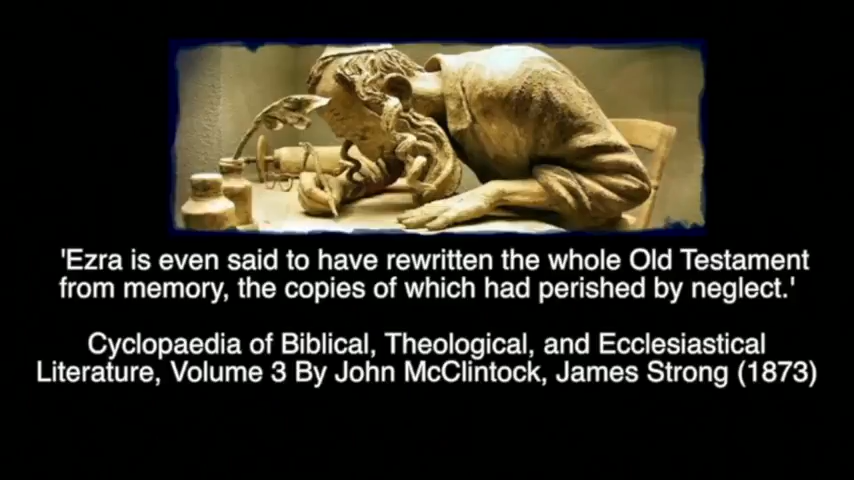 'Ezra is even said to have rewritten the whole Old Testament
from memory, the copies of which had perished by neglect.'
Cyclopaedia of Biblical, Theological, and Ecclesiastical
Literature, Volume 3 By John McClintock, James Strong (1873)